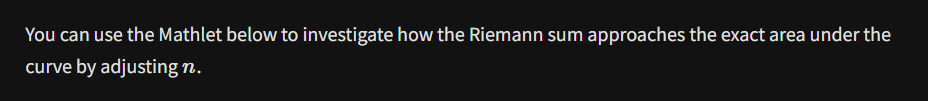 You can use the Mathlet below to investigate how the Riemann sum approaches the exact area under the
curve by adjusting n.